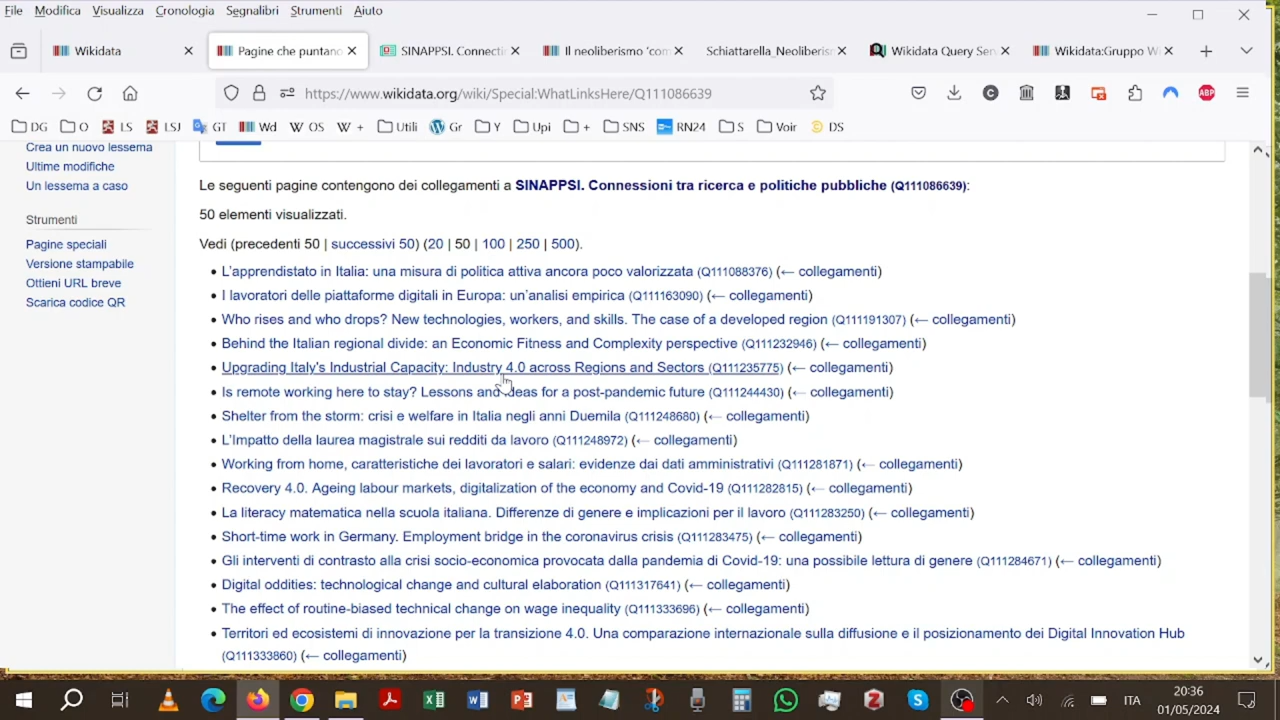 File Modifica Visualizza Cronologia Segnalibri Strumenti Aiuto
Wikidata
Pagine che puntano
SINAPPSI. Connecti
Il neoliberismo 'com
Schiattarella_Neoliberism
Wikidata Query Ser
Wikidata:Gruppo W
https://www.wikidata.org/wiki/Special:WhatLinksHere/Q111086639
DG O LS LSJ GT Wd OS + Utili Gr Y Upi + SNS RN24 S Voir DS
Crea un nuovo lessema
Ultime modifiche
Un lessema a caso
Strumenti
Pagine speciali
Versione stampabile
Ottieni URL breve
Scarica codice QR
Le seguenti pagine contengono dei collegamenti a SINAPPSI. Connessioni tra ricerca e politiche pubbliche (Q111086639):
50 elementi visualizzati.
Vedi (precedenti 50 | successivi 50) (20 | 50 | 100 | 250 | 500).
• L'apprendistato in Italia: una misura di politica attiva ancora poco valorizzata (Q111088376) (← collegamenti)
• I lavoratori delle piattaforme digitali in Europa: un'analisi empirica (Q111163090) (← collegamenti)
• Who rises and who drops? New technologies, workers, and skills. The case of a developed region (Q111191307) (← collegamenti)
• Behind the Italian regional divide: an Economic Fitness and Complexity perspective (Q111232946) (← collegamenti)
• Upgrading Italy's Industrial Capacity: Industry 4.0 across Regions and Sectors (Q111235775) (← collegamenti)
• Is remote working here to stay? Lessons and ideas for a post-pandemic future (Q111244430) (← collegamenti)
• Shelter from the storm: crisi e welfare in Italia negli anni Duemila (Q111248680) (← collegamenti)
• L'Impatto della laurea magistrale sui redditi da lavoro (Q111248972) (← collegamenti)
• Working from home, caratteristiche dei lavoratori e salari: evidenze dai dati amministrativi (Q111281871) (← collegamenti)
• Recovery 4.0. Ageing labour markets, digitalization of the economy and Covid-19 (Q111282815) (← collegamenti)
• La literacy matematica nella scuola italiana. Differenze di genere e implicazioni per il lavoro (Q111283250) (← collegamenti)
• Short-time work in Germany. Employment bridge in the coronavirus crisis (Q111283475) (← collegamenti)
• Gli interventi di contrasto alla crisi socio-economica provocata dalla pandemia di Covid-19: una possibile lettura di genere (Q111284671) (← collegamenti)
• Digital oddities: technological change and cultural elaboration (Q111317641) (← collegamenti)
• The effect of routine-biased technical change on wage inequality (Q111333696) (← collegamenti)
• Territori ed ecosistemi di innovazione per la transizione 4.0. Una comparazione internazionale sulla diffusione e il posizionamento dei Digital Innovation Hub
(Q111333860) (← collegamenti)
ITA
20:36
01/05/2024